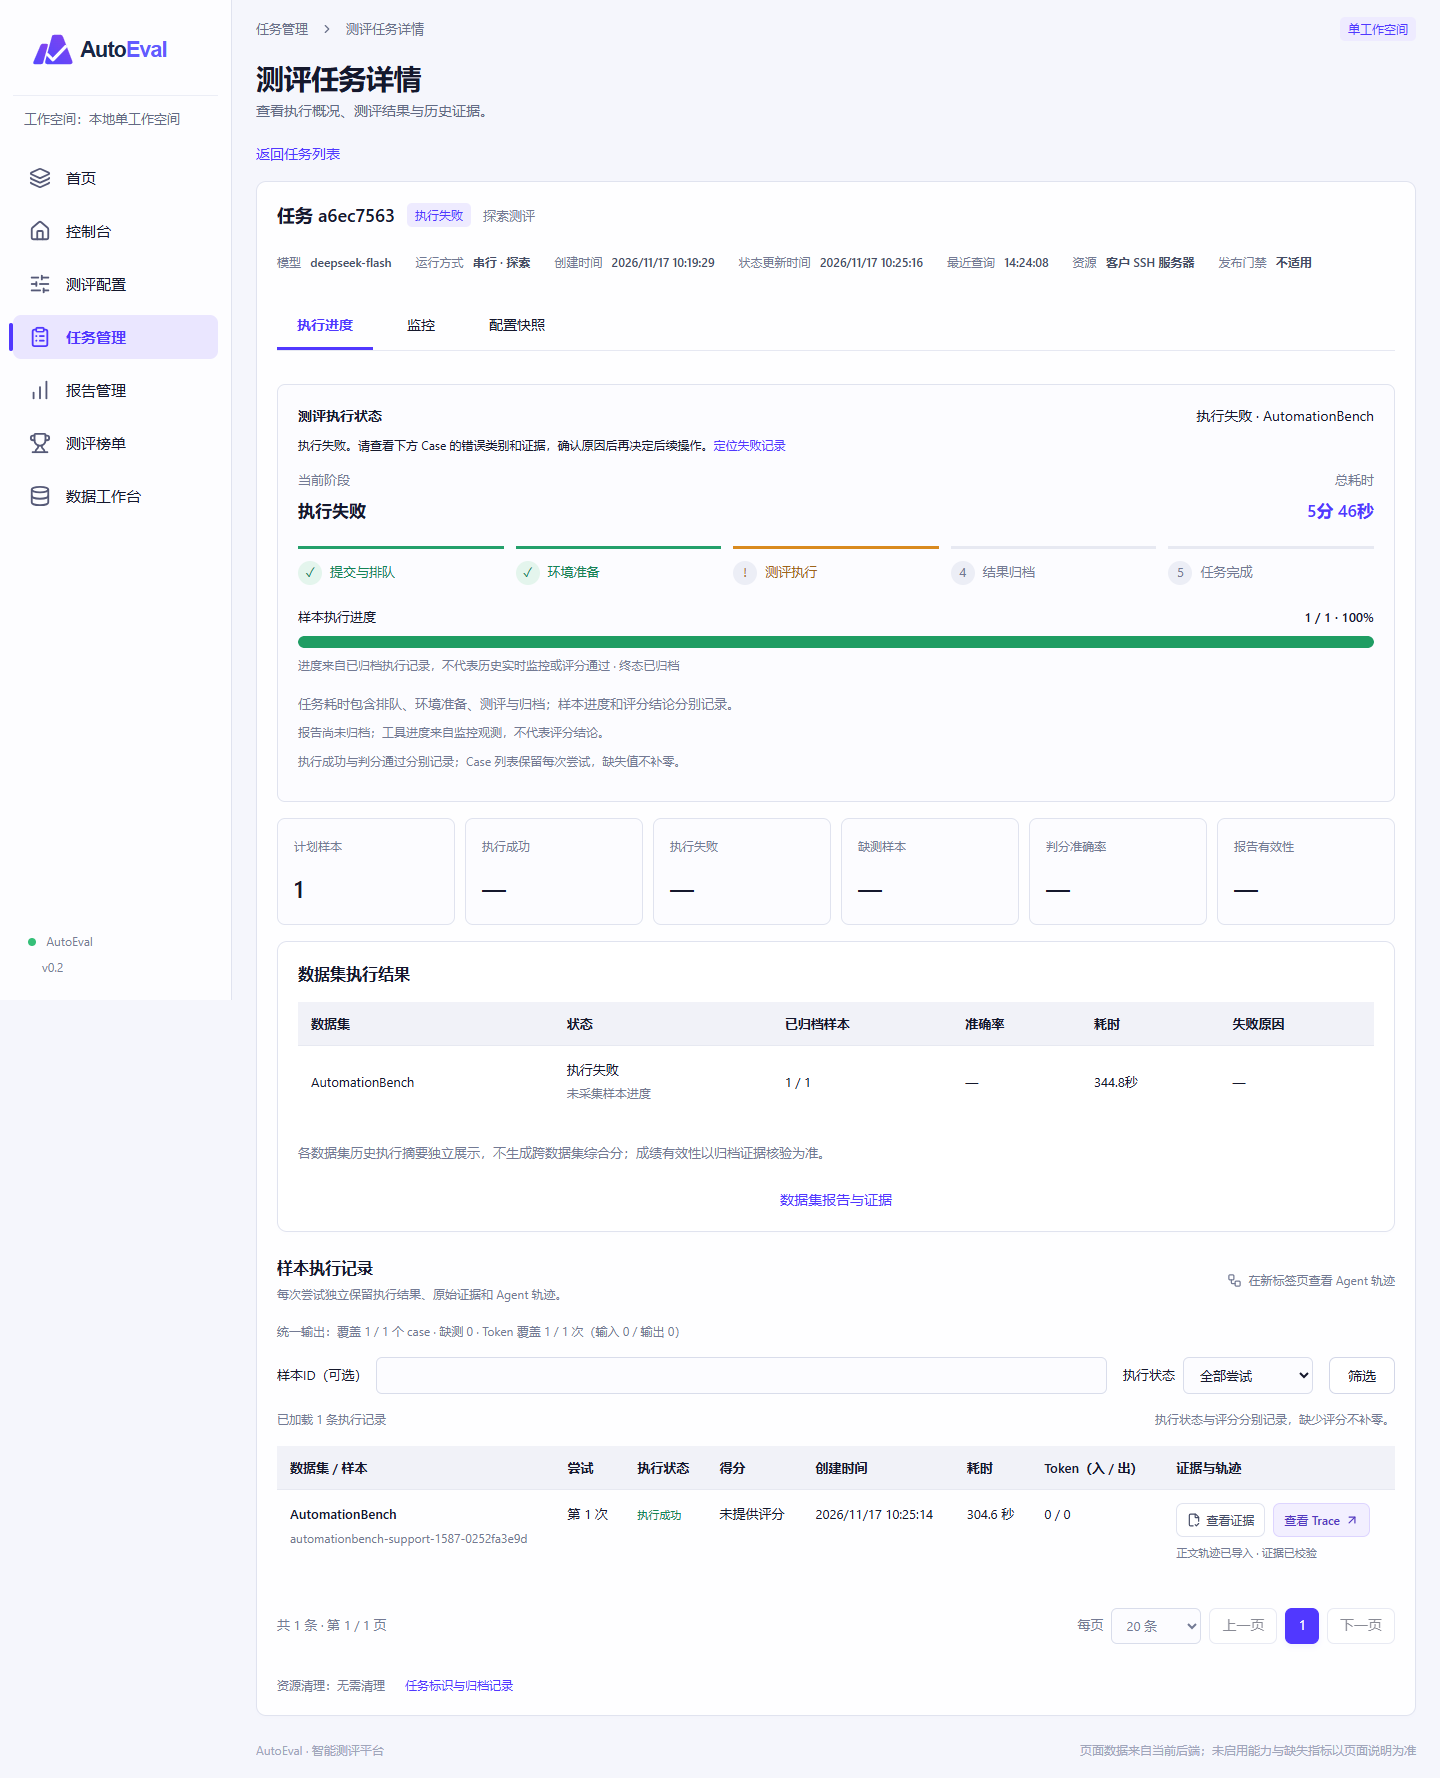 AutoEval
工作空间：本地单工作空间
首页
控制台
测评配置
任务管理
报告管理
测评榜单
数据工作台
AutoEval
v0.2
任务管理 > 测评任务详情
单工作空间
测评任务详情
查看执行概况、测评结果与历史证据。
返回任务列表
任务 a6ec7563 执行失败 探索测评
模型 deepseek-flash 运行方式 串行 · 探索 创建时间 2026/11/17 10:19:29 状态更新时间 2026/11/17 10:25:16 最近查询 14:24:08 资源 客户 SSH 服务器 发布门禁 不适用
执行进度 监控 配置快照
测评执行状态 执行失败 · AutomationBench
执行失败。请查看下方 Case 的错误类别和证据，确认原因后再决定后续操作。定位失败记录
当前阶段 总耗时
执行失败 5分 46秒
✓ 提交与排队 ✓ 环境准备 ! 测评执行 4 结果归档 5 任务完成
样本执行进度 1 / 1 · 100%
进度来自已归档执行记录，不代表历史实时监控或评分通过 · 终态已归档
任务耗时包含排队、环境准备、测评与归档；样本进度和评分结论分别记录。
报告尚未归档；工具进度来自监控观测，不代表评分结论。
执行成功与判分通过分别记录；Case 列表保留每次尝试，缺失值不补零。
计划样本 执行成功 执行失败 缺测样本 判分准确率 报告有效性
1 — — — — —
数据集执行结果
数据集 状态 已归档样本 准确率 耗时 失败原因
AutomationBench 执行失败 1 / 1 — 344.8秒 —
未采集样本进度
各数据集历史执行摘要独立展示，不生成跨数据集综合分；成绩有效性以归档证据核验为准。
数据集报告与证据
样本执行记录
每次尝试独立保留执行结果、原始证据和 Agent 轨迹。
在新标签页查看 Agent 轨迹
统一输出：覆盖 1 / 1 个 case · 缺测 0 · Token 覆盖 1 / 1 次（输入 0 / 输出 0）
样本ID（可选） 执行状态 全部尝试 筛选
已加载 1 条执行记录 执行状态与评分分别记录，缺少评分不补零。
数据集 / 样本 尝试 执行状态 得分 创建时间 耗时 Token（入 / 出） 证据与轨迹
AutomationBench 第 1 次 执行成功 未提供评分 2026/11/17 10:25:14 304.6 秒 0 / 0 查看证据 查看 Trace
automationbench-support-1587-0252fa3e9d
正文轨迹已导入 · 证据已校验
共 1 条 · 第 1 / 1 页 每页 20 条 上一页 1 下一页
资源清理：无需清理 任务标识与归档记录
AutoEval · 智能测评平台 页面数据来自当前后端；未启用能力与缺失指标以页面说明为准